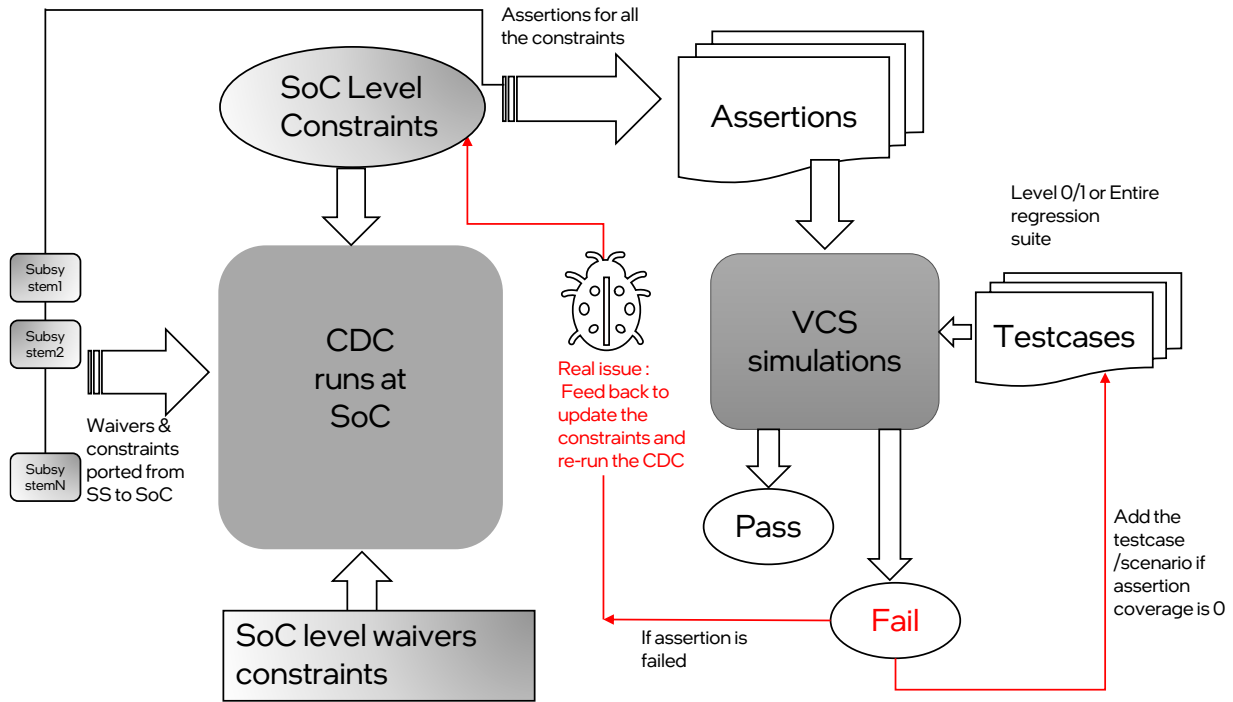 Assertions for all
the constraints
SoC Level
Constraints
Assertions
Level 0/1 or Entire
regression
suite
Subsy
stem1
Subsy
stem2
Subsy
stemN
Waivers &
constraints
ported from
SS to SoC
CDC
runs at
SoC
Real issue :
Feed back to
update the
constraints and
re-run the CDC
VCS
simulations
Testcases
Pass
Fail
Add the
testcase
/scenario if
assertion
coverage is 0
If assertion is
failed
SoC level waivers
constraints